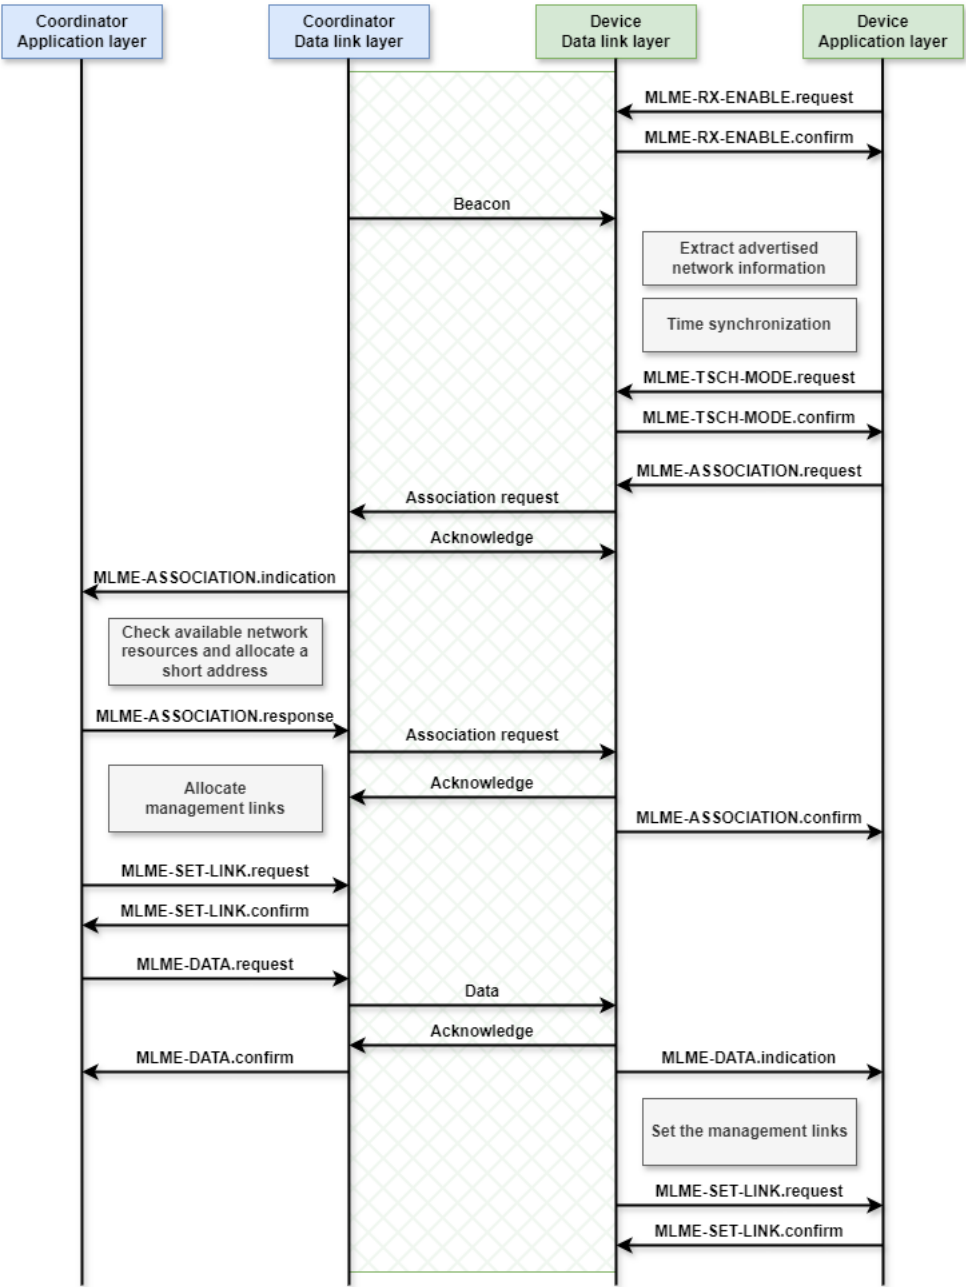 Coordinator
Application layer
Coordinator
Data link layer
Device
Data link layer
Device
Application layer
MLME-RX-ENABLE.request
MLME-RX-ENABLE.confirm
Beacon
Extract advertised
network information
Time synchronization
MLME-TSCH-MODE.request
MLME-TSCH-MODE.confirm
MLME-ASSOCIATION.request
Association request
Acknowledge
MLME-ASSOCIATION.indication
Check available network
resources and allocate a
short address
MLME-ASSOCIATION.response
Association request
Allocate
management links
Acknowledge
MLME-ASSOCIATION.confirm
MLME-SET-LINK.request
MLME-SET-LINK.confirm
MLME-DATA.request
Data
Acknowledge
MLME-DATA.confirm
MLME-DATA.indication
Set the management links
MLME-SET-LINK.request
MLME-SET-LINK.confirm